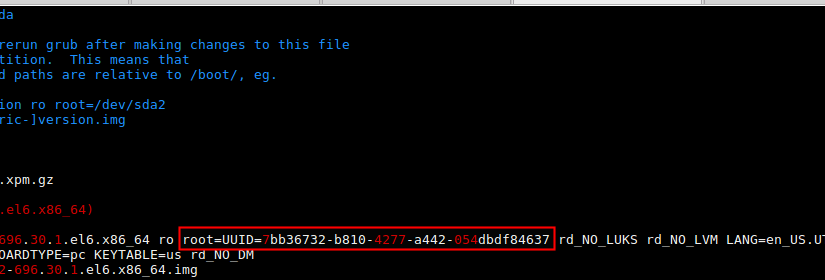 da
rerun grub after making changes to this file
tition.  This means that
d paths are relative to /boot/, eg.
ion ro root=/dev/sda2
ric-]version.img
.xpm.gz
.el6.x86_64)
696.30.1.el6.x86_64 ro root=UUID=7bb36732-b810-4277-a442-054dbdf84637 rd_NO_LUKS rd_NO_LVM LANG=en_US.UT
OARDTYPE=pc KEYTABLE=us rd_NO_DM
2-696.30.1.el6.x86_64.img